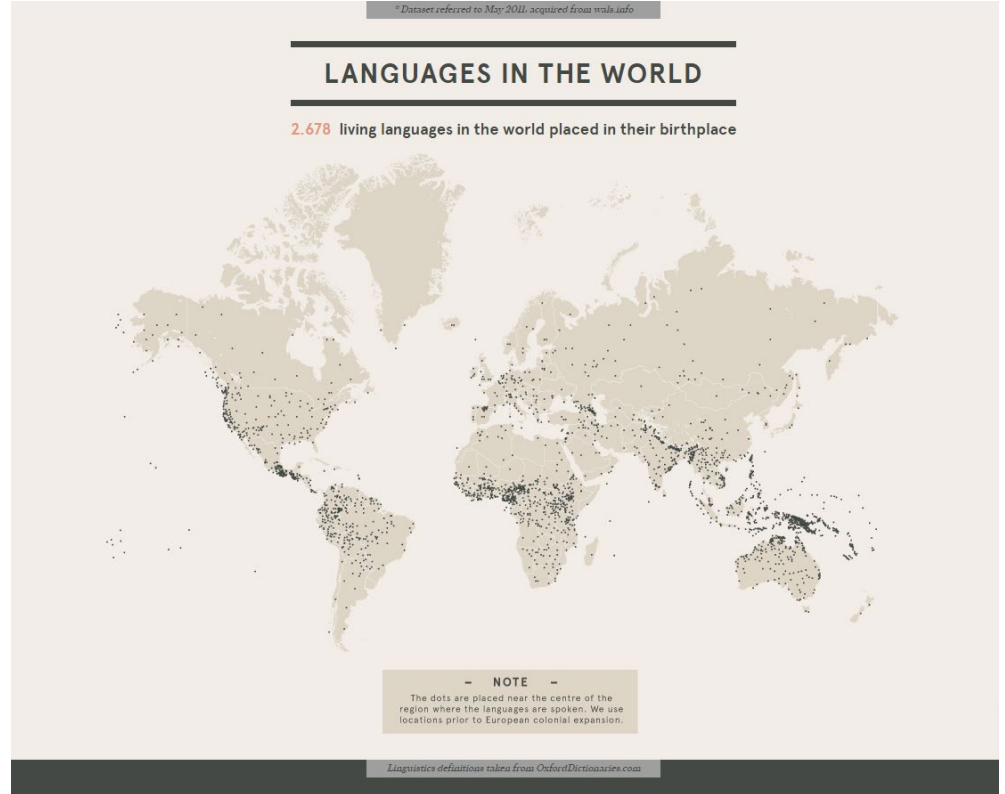 * Dataset referred to May 2011, acquired from wals.info
LANGUAGES IN THE WORLD
2.678 living languages in the world placed in their birthplace
– NOTE –
The dots are placed near the centre of the
region where the languages are spoken. We use
locations prior to European colonial expansion.
Linguistics definitions taken from OxfordDictionaries.com